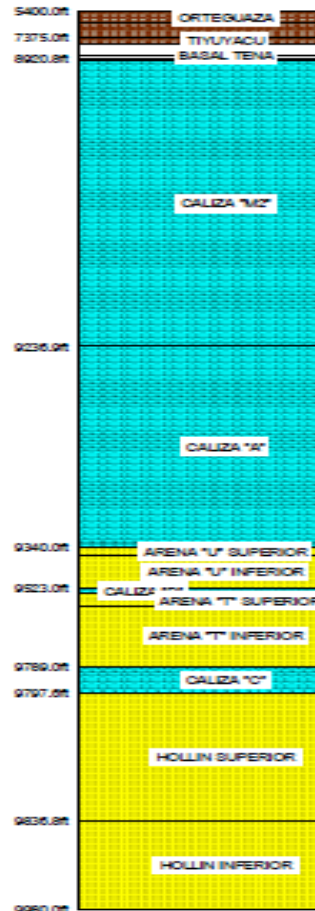 5400.0ft
ORTEGUAZA
7375.0ft
TIYUYACU
8920.8ft
BASAL TENA
CALIZA "M2"
9236.9ft
CALIZA "A"
9340.0ft
ARENA "U" SUPERIOR
ARENA "U" INFERIOR
9523.0ft
CALIZA
ARENA "T" SUPERIOR
ARENA "T" INFERIOR
9789.0ft
CALIZA "C"
9797.6ft
HOLLIN SUPERIOR
9836.8ft
HOLLIN INFERIOR